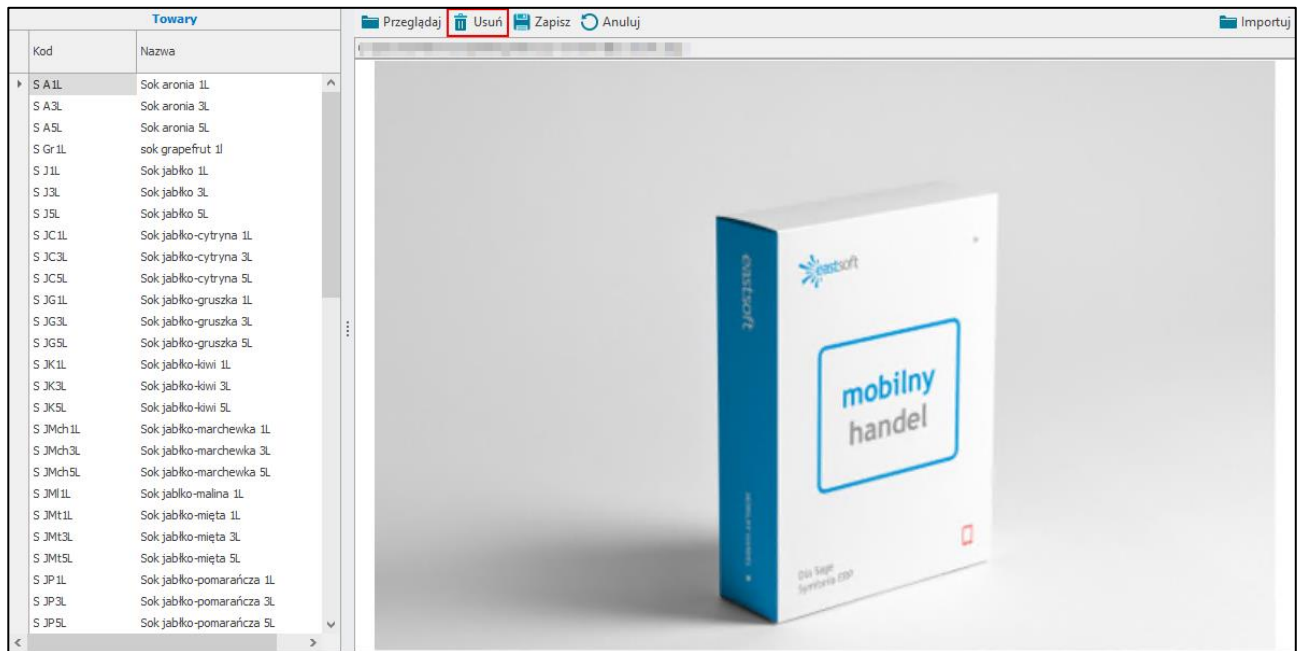 Towary
Przeglądaj Usuń Zapisz Anuluj Importuj
Kod Nazwa
S A1L Sok aronia 1L
S A3L Sok aronia 3L
S A5L Sok aronia 5L
S Gr1L sok grapefrut 1l
S J1L Sok jabłko 1L
S J3L Sok jabłko 3L
S J5L Sok jabłko 5L
S JC1L Sok jabłko-cytryna 1L
S JC3L Sok jabłko-cytryna 3L
S JC5L Sok jabłko-cytryna 5L
S JG1L Sok jabłko-gruszka 1L
S JG3L Sok jabłko-gruszka 3L
S JG5L Sok jabłko-gruszka 5L
S JK1L Sok jabłko-kiwi 1L
S JK3L Sok jabłko-kiwi 3L
S JK5L Sok jabłko-kiwi 5L
S JMch1L Sok jabłko-marchewka 1L
S JMch3L Sok jabłko-marchewka 3L
S JMch5L Sok jabłko-marchewka 5L
S JMl1L Sok jablko-malina 1L
S JMt1L Sok jabłko-mięta 1L
S JMt3L Sok jabłko-mięta 3L
S JMt5L Sok jabłko-mięta 5L
S JP1L Sok jabłko-pomarańcza 1L
S JP3L Sok jabłko-pomarańcza 3L
S JP5L Sok jabłko-pomarańcza 5L
eastsoft
eastsoft
mobilny
handel
MOBILNY HANDEL
Dla Sage
Symfonia ERP